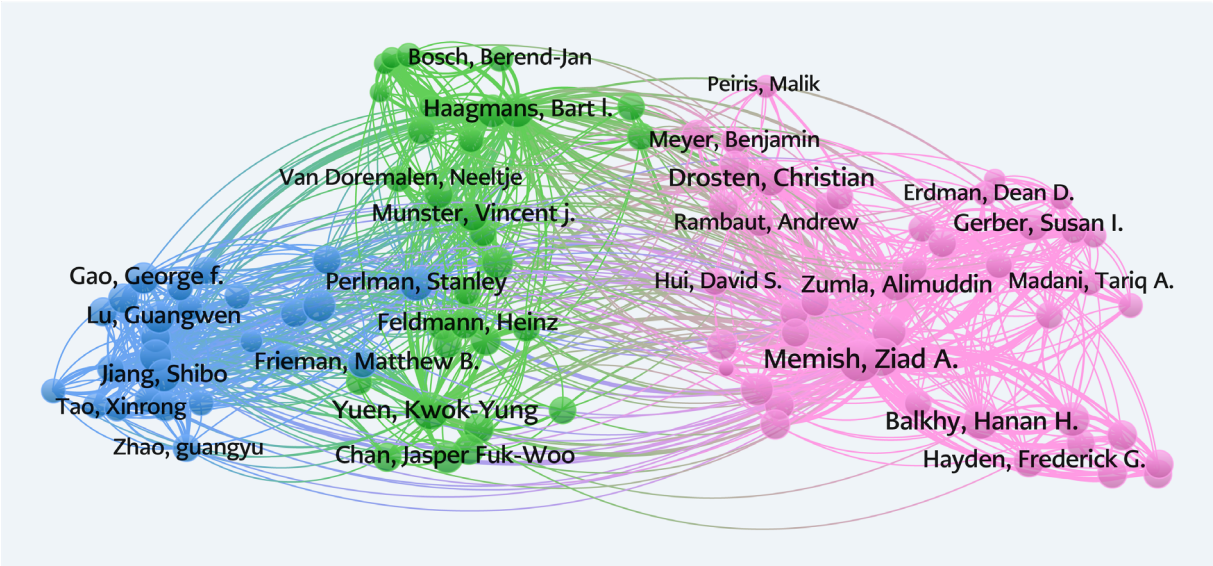 Bosch, Berend-Jan
Peiris, Malik
Haagmans, Bart l.
Meyer, Benjamin
Van Doremalen, Neeltje
Drosten, Christian
Erdman, Dean D.
Munster, Vincent j.
Rambaut, Andrew
Gerber, Susan I.
Gao, George f.
Perlman, Stanley
Hui, David S.
Zumla, Alimuddin
Madani, Tariq A.
Lu, Guangwen
Feldmann, Heinz
Frieman, Matthew B.
Memish, Ziad A.
Jiang, Shibo
Tao, Xinrong
Yuen, Kwok-Yung
Balkhy, Hanan H.
Zhao, guangyu
Chan, Jasper Fuk-Woo
Hayden, Frederick G.